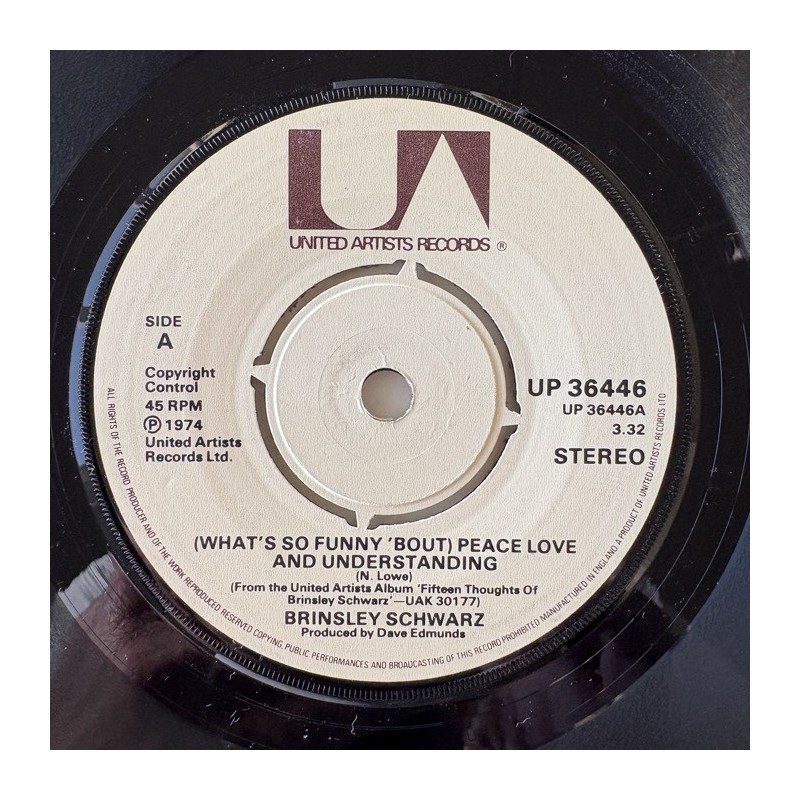 UA
UNITED ARTISTS RECORDS ®
SIDE
A
Copyright
Control
45 RPM
Ⓟ 1974
United Artists
Records Ltd.
UP 36446
UP 36446A
3.32
STEREO
(WHAT'S SO FUNNY 'BOUT) PEACE LOVE
AND UNDERSTANDING
(N. Lowe)
(From the United Artists Album 'Fifteen Thoughts Of
Brinsley Schwarz'—UAK 30177)
BRINSLEY SCHWARZ
Produced by Dave Edmunds
ALL RIGHTS OF THE RECORD PRODUCER AND OF THE WORK REPRODUCED RESERVED COPYING, PUBLIC PERFORMANCES AND BROADCASTING OF THIS RECORD PROHIBITED MANUFACTURED IN ENGLAND A PRODUCT OF UNITED ARTISTS RECORDS LTD